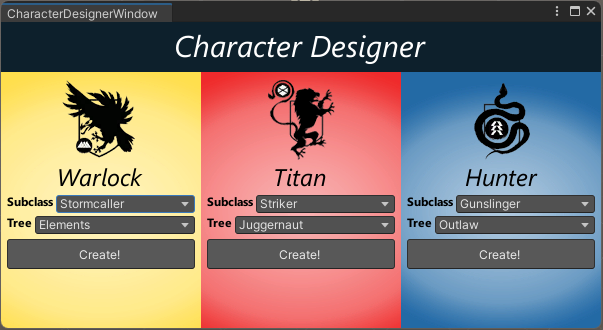 CharacterDesignerWindow
Character Designer
Warlock
Subclass Stormcaller
Tree Elements
Create!
Titan
Subclass Striker
Tree Juggernaut
Create!
Hunter
Subclass Gunslinger
Tree Outlaw
Create!